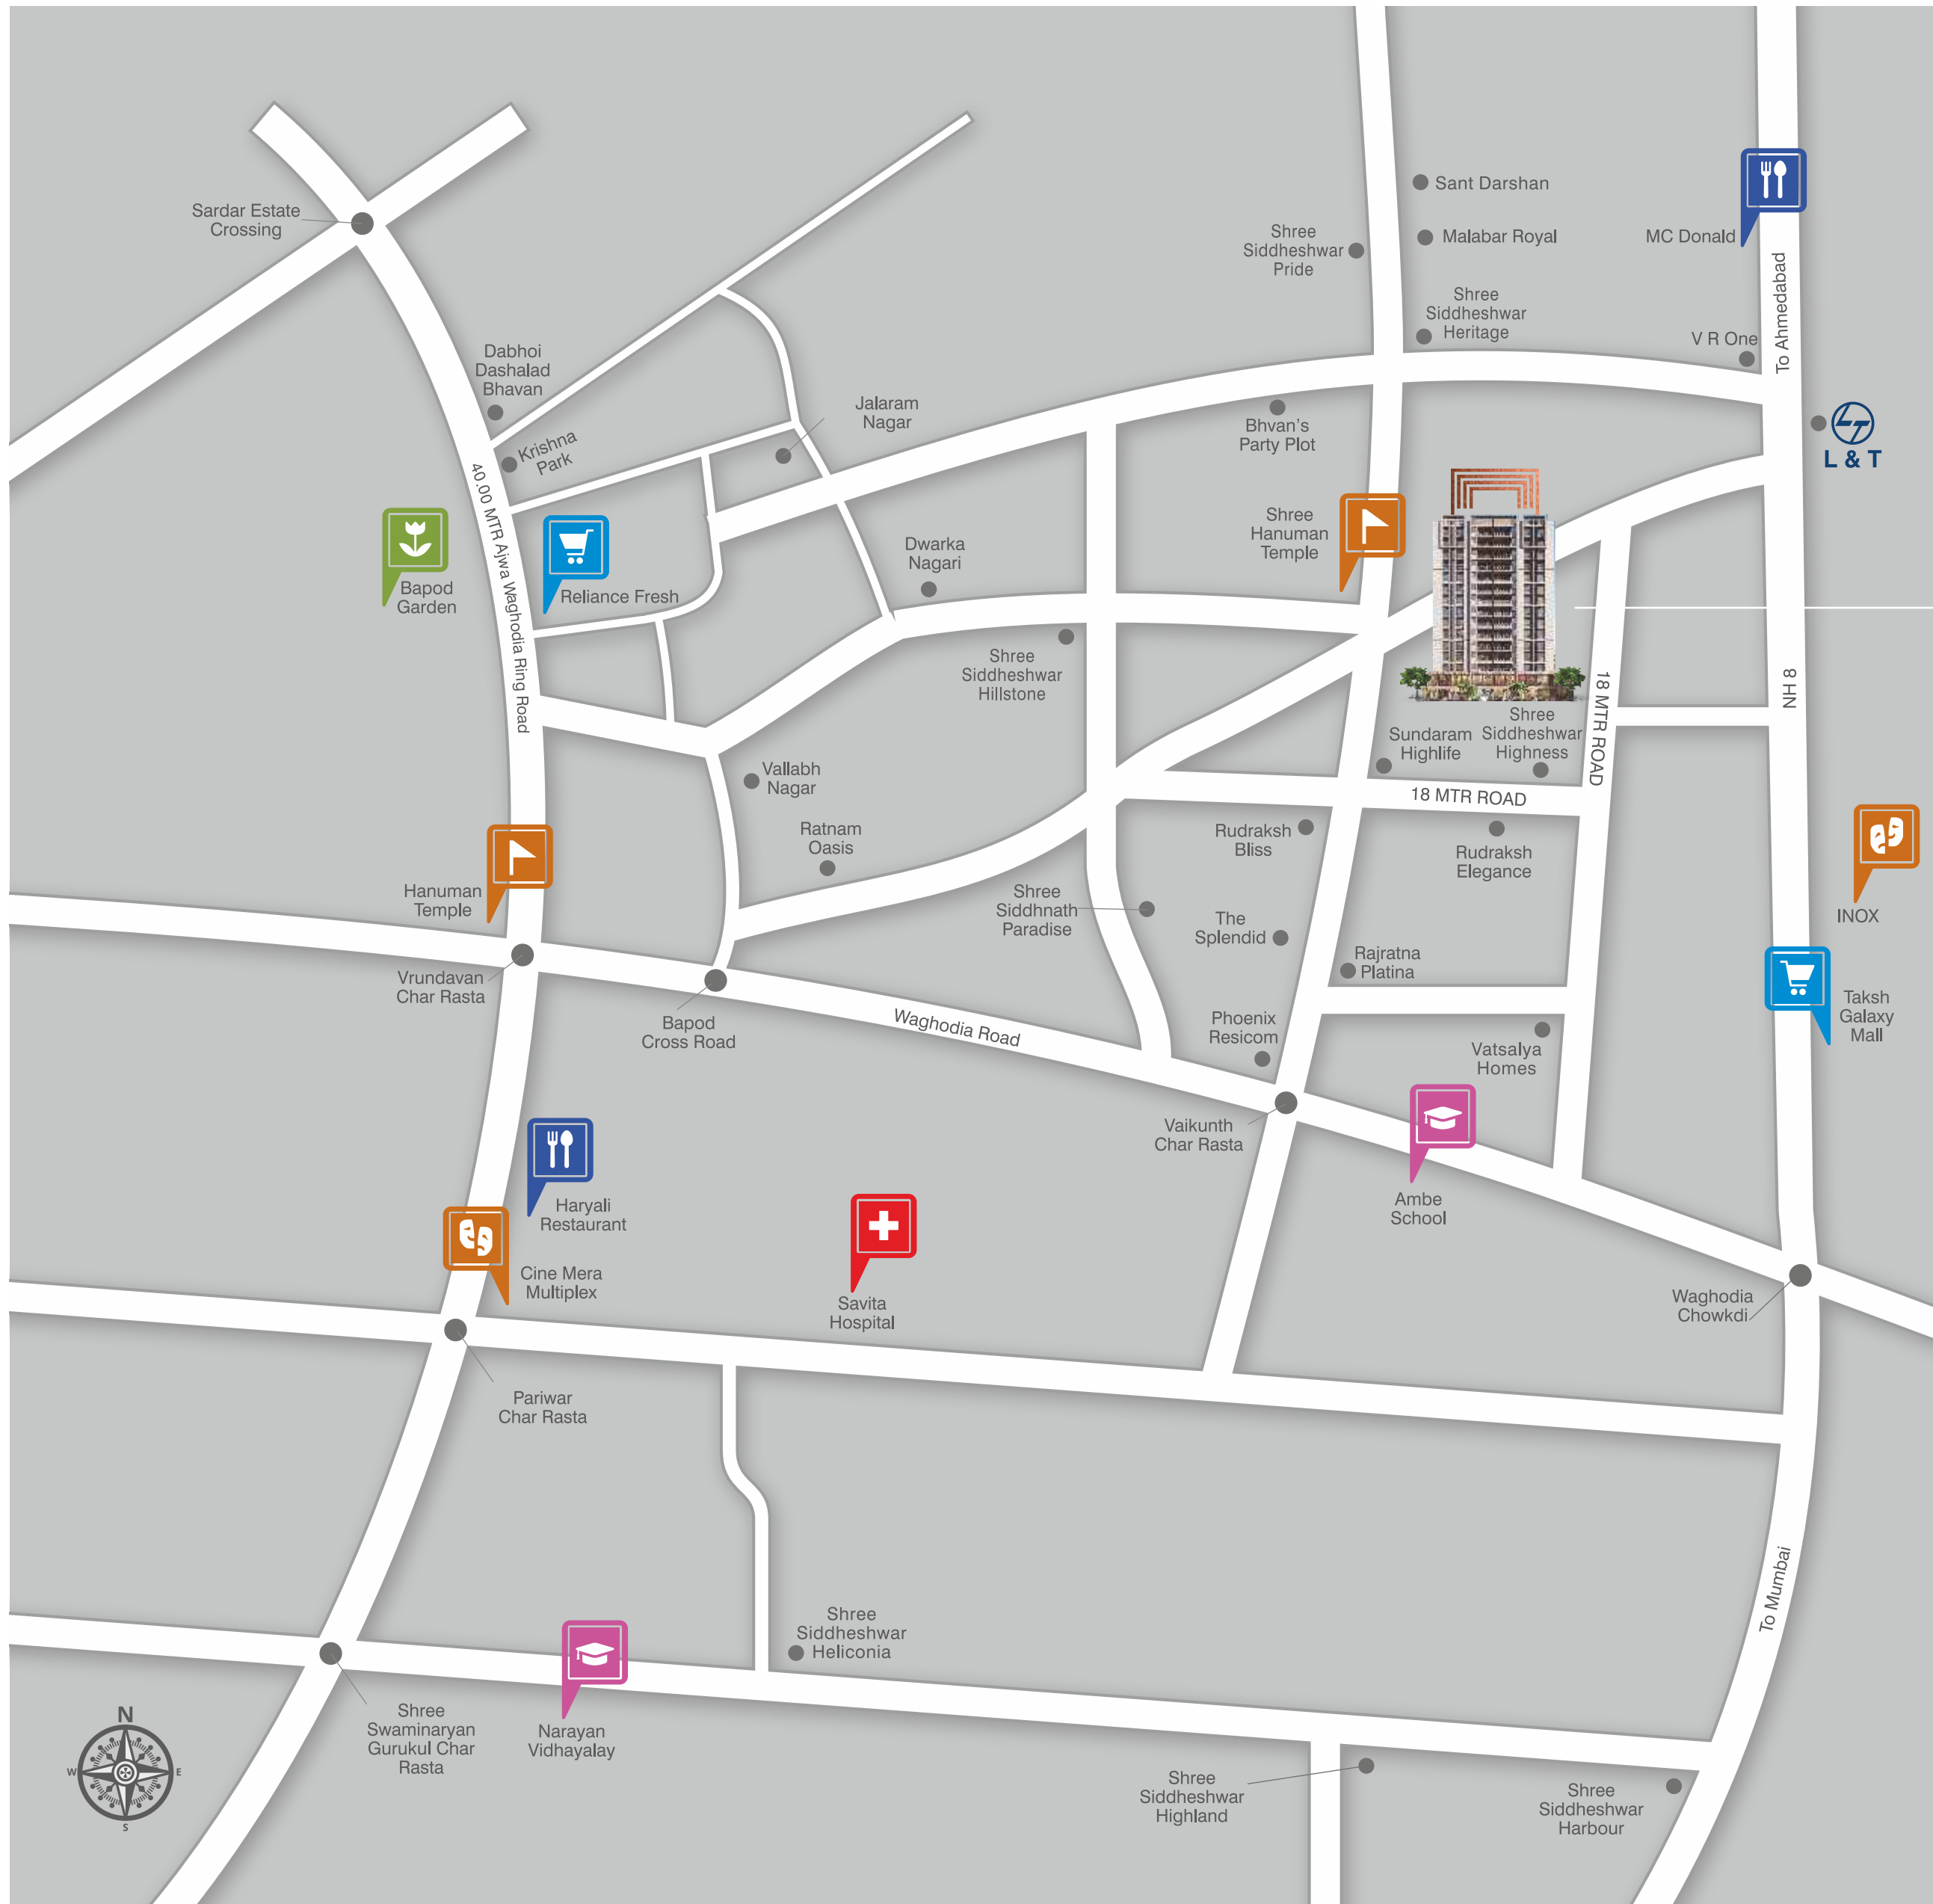 Sardar Estate
Crossing
Sant Darshan
Malabar Royal
MC Donald
Shree
Siddheshwar
Pride
Shree
Siddheshwar
Heritage
To Ahmedabad
V R One
Dabhoi
Dashalad
Bhavan
Krishna
Park
Jalaram
Nagar
Bhvan's
Party Plot
L & T
40.00 MTR Ajwa Waghodia Ring Road
Bapod
Garden
Reliance Fresh
Dwarka
Nagari
Shree
Hanuman
Temple
Shree
Siddheshwar
Hillstone
18 MTR ROAD
NH 8
Sundaram
Highlife
Shree
Siddheshwar
Highness
Vallabh
Nagar
18 MTR ROAD
Ratnam
Oasis
Rudraksh
Bliss
Rudraksh
Elegance
Hanuman
Temple
Shree
Siddhnath
Paradise
The
Splendid
INOX
Rajratna
Platina
Vrundavan
Char Rasta
Bapod
Cross Road
Waghodia Road
Phoenix
Resicom
Vatsalya
Homes
Taksh
Galaxy
Mall
Vaikunth
Char Rasta
Ambe
School
Haryali
Restaurant
Cine Mera
Multiplex
Savita
Hospital
Waghodia
Chowkdi
Pariwar
Char Rasta
To Mumbai
Shree
Siddheshwar
Heliconia
Shree
Swaminaryan
Gurukul Char
Rasta
Narayan
Vidhayalay
Shree
Siddheshwar
Highland
Shree
Siddheshwar
Harbour
N
W
E
S